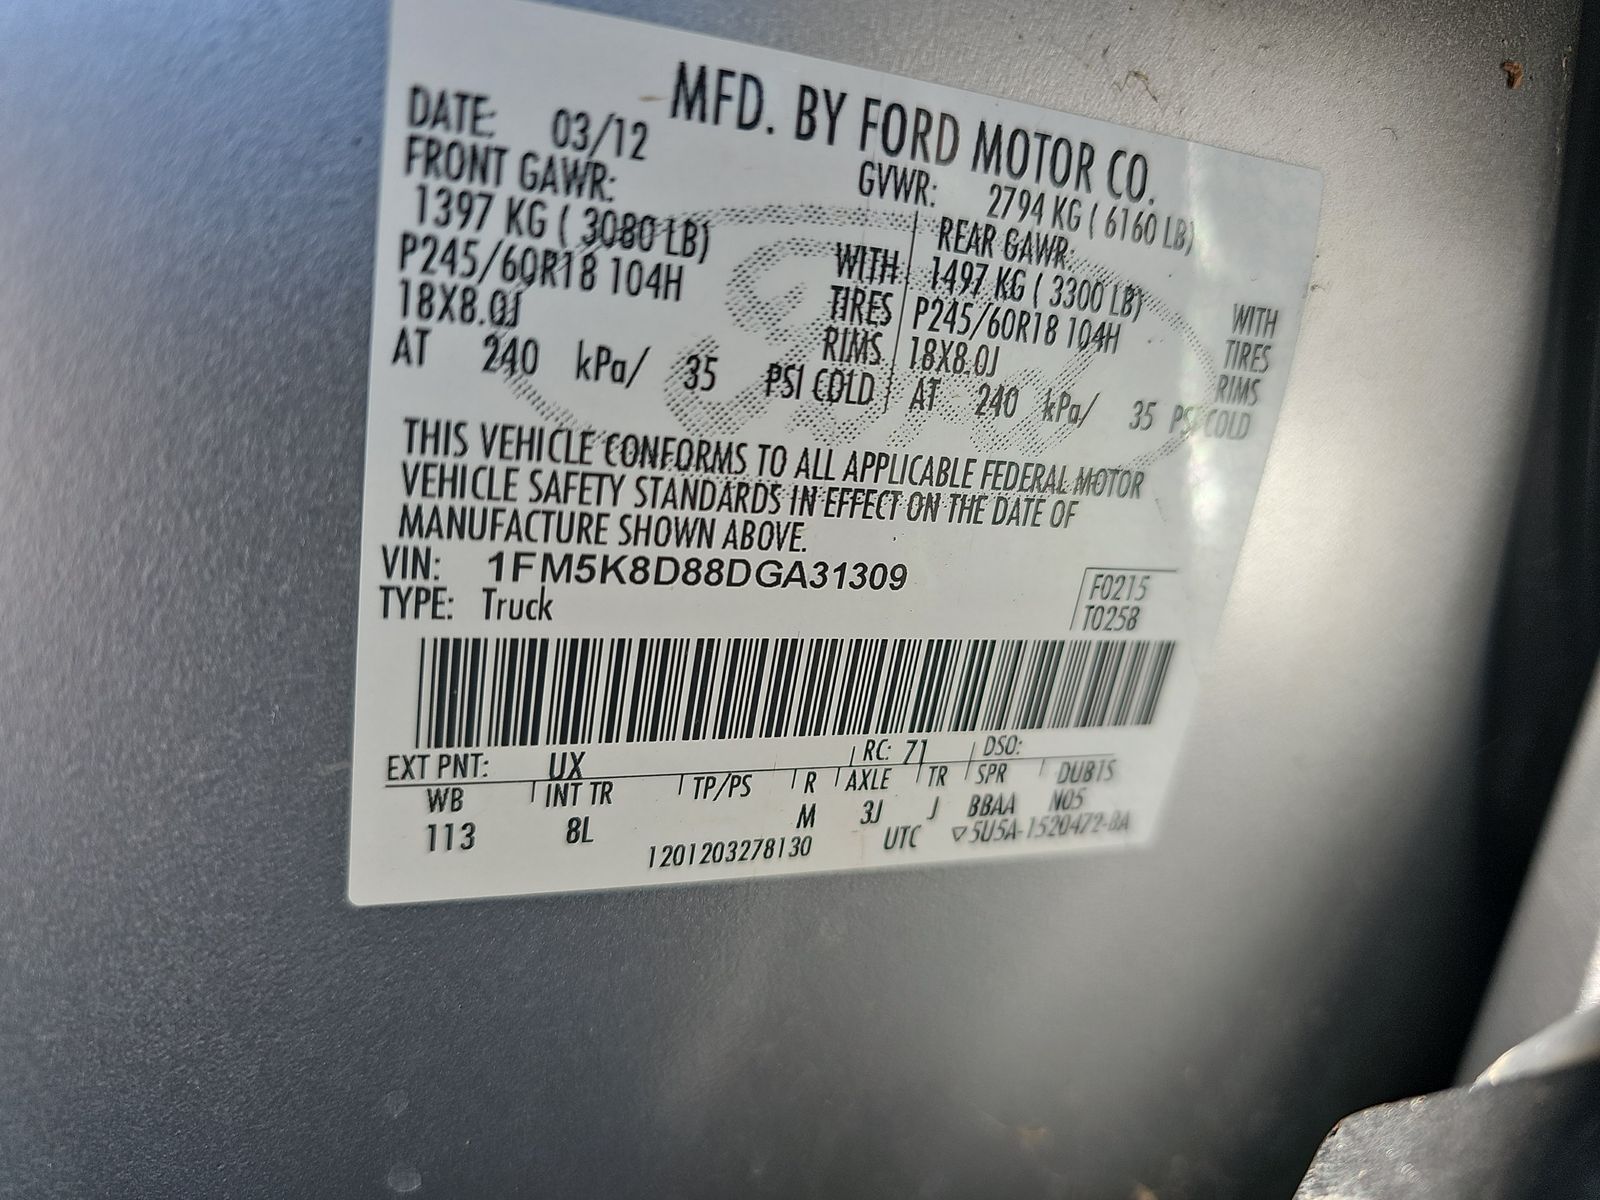 MFD. BY FORD MOTOR CO.
DATE: 03/12 GVWR: 2794 KG ( 6160 LB)
FRONT GAWR: REAR GAWR:
1397 KG ( 3080 LB) WITH 1497 KG ( 3300 LB) WITH
P245/60R18 104H TIRES P245/60R18 104H TIRES
18X8.0J RIMS 18X8.0J RIMS
AT 240 kPa/ 35 PSI COLD AT 240 kPa/ 35 PSI COLD
THIS VEHICLE CONFORMS TO ALL APPLICABLE FEDERAL MOTOR
VEHICLE SAFETY STANDARDS IN EFFECT ON THE DATE OF
MANUFACTURE SHOWN ABOVE.
VIN: 1FM5K8D88DGA31309 F0215
TYPE: Truck T0258
EXT PNT: UX RC: 71 DSO:
WB INT TR TP/PS R AXLE TR SPR DUB1S
113 8L M 3J J BBAA N05
1201203278130 UTC ▽5U5A-1520472-BA